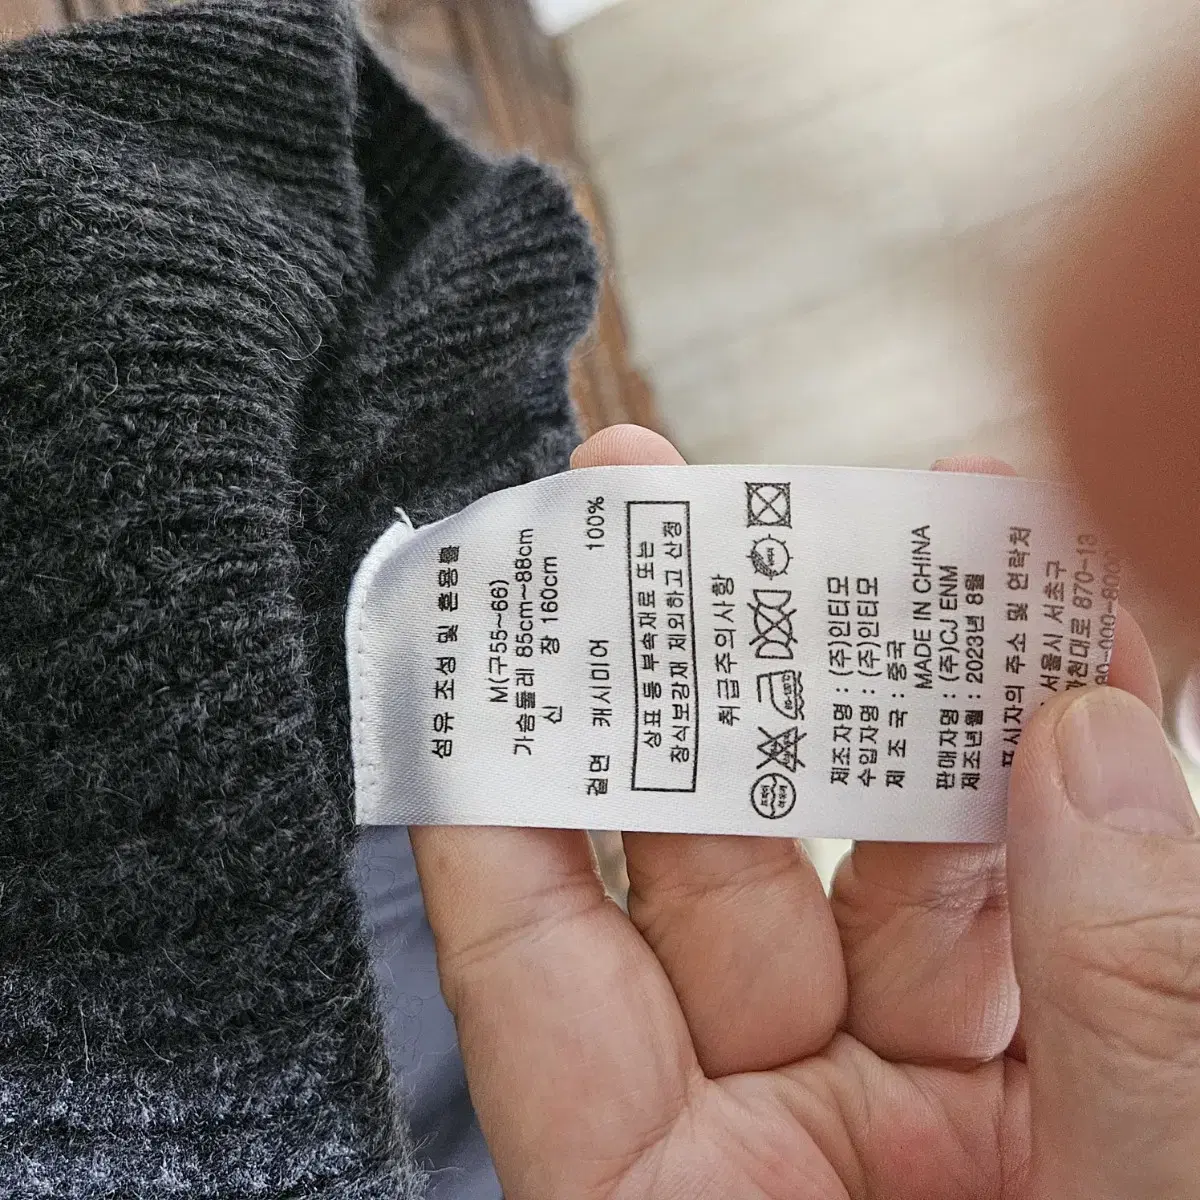 섬유 조성 및 혼용률
M(구55~66)
가슴둘레 85cm~88cm
신 장 160cm
겉면 캐시미어 100%
상표 등 부속재료 또는
장식보강재 제외하고 산정
취급주의사항
제조자명 : (주)인티모
수입자명 : (주)인티모
제 조 국 : 중국
MADE IN CHINA
판매자명 : (주)CJ ENM
제조년월 : 2023년 8월
표시자의 주소 및 연락처
서울시 서초구
870-13